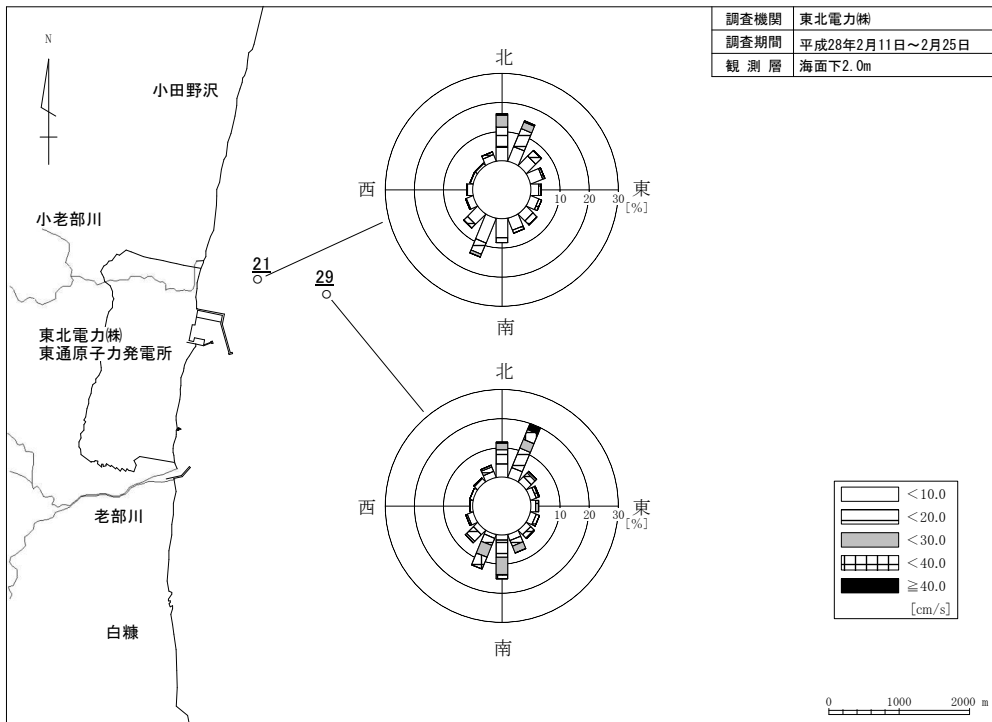 調査機関 東北電力㈱
調査期間 平成28年2月11日～2月25日
観測層 海面下2.0m
N
小田野沢
小老部川
東北電力㈱
東通原子力発電所
老部川
白糠
21
29
北
西
東
10 20 30
[%]
南
北
西
東
10 20 30
[%]
南
＜10.0
＜20.0
＜30.0
＜40.0
≧40.0
[cm/s]
0 1000 2000 m